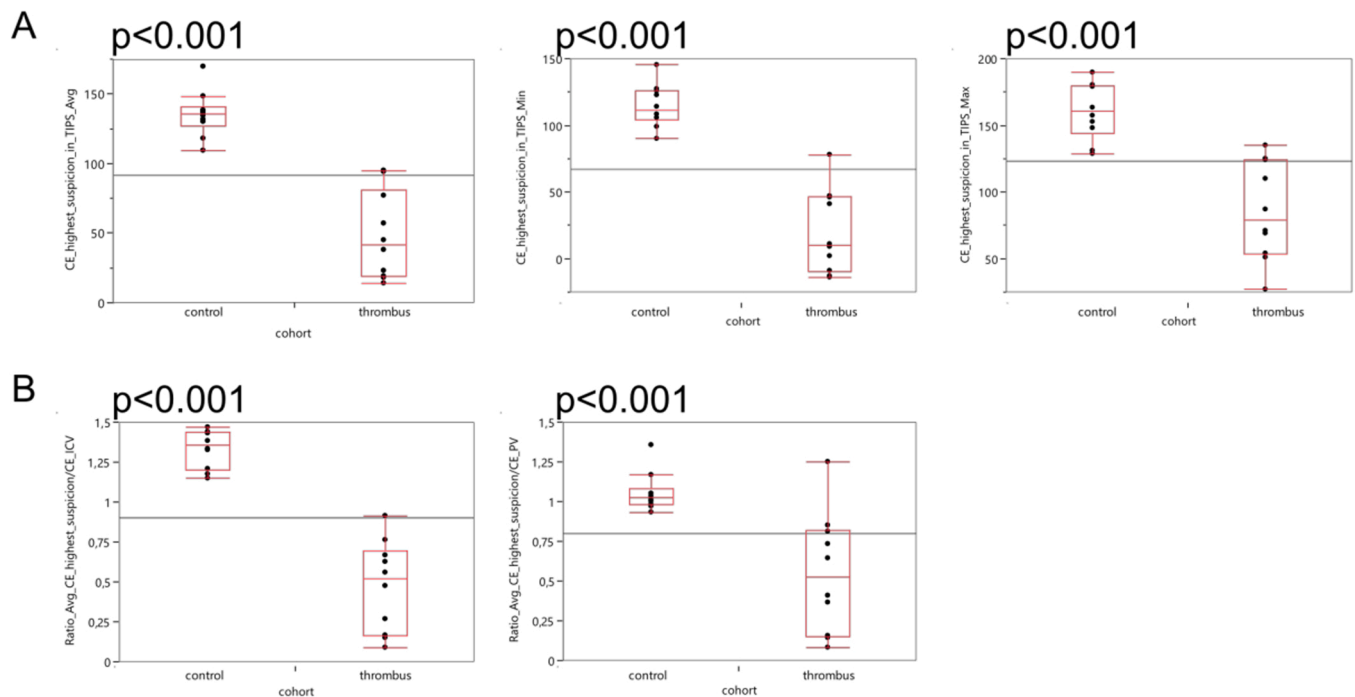 A
p<0.001
CE_highest_suspicion_in_TIPS_Avg
150
100
50
0
control
thrombus
cohort
p<0.001
CE_highest_suspicion_in_TIPS_Min
150
100
50
0
control
thrombus
cohort
p<0.001
CE_highest_suspicion_in_TIPS_Max
200
150
100
50
control
thrombus
cohort
B
p<0.001
Ratio_Avg_CE_highest_suspicion/CE_ICV
1,5
1,25
1
0,75
0,5
0,25
0
control
thrombus
cohort
p<0.001
Ratio_Avg_CE_highest_suspicion/CE_PV
1,5
1,25
1
0,75
0,5
0,25
0
control
thrombus
cohort